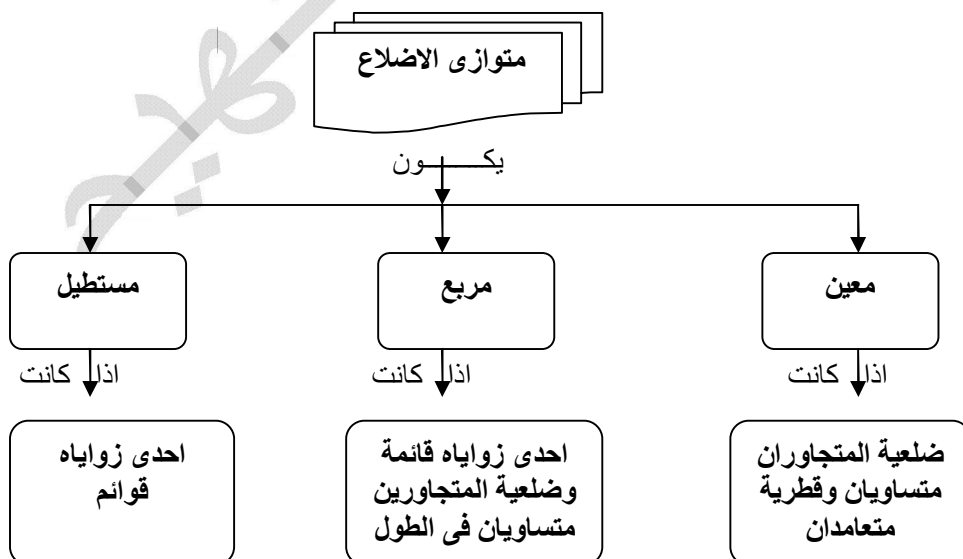 متوازى الاضلاع
يكـــــون
معين
مربع
مستطيل
اذا كانت
اذا كانت
اذا كانت
ضلعية المتجاوران
متساويان وقطرية
متعامدان
احدى زواياه قائمة
وضلعية المتجاورين
متساويان فى الطول
احدى زواياه
قوائم